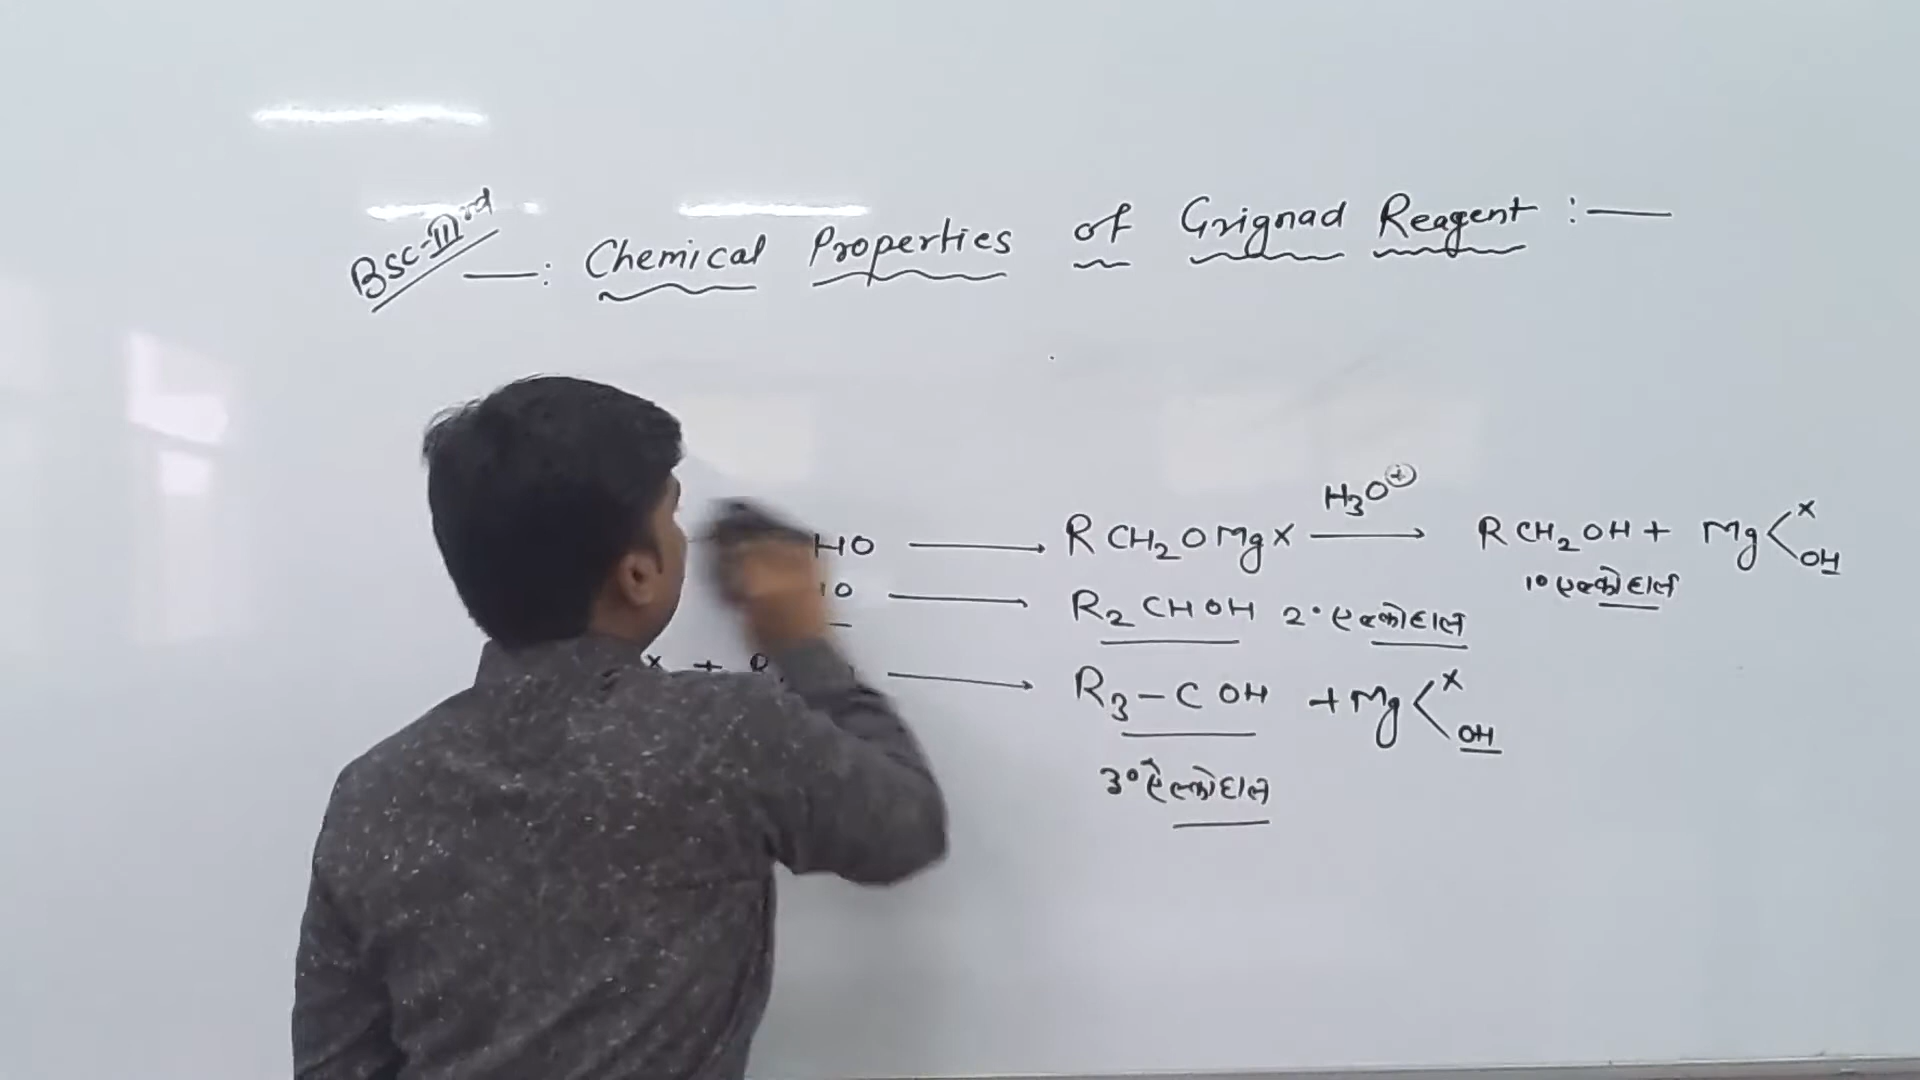 Bsc-IIIrd
—: Chemical Properties of Grignad Reagent :—
HO ⟶ RCH₂OMgX —H₃O⊕⟶ RCH₂OH + Mg<X OH
1° एल्कोहाल
⟶ R₂CHOH 2° एल्कोहाल
x + R ⟶ R₃-COH + Mg<X OH
3° ऐल्कोहाल